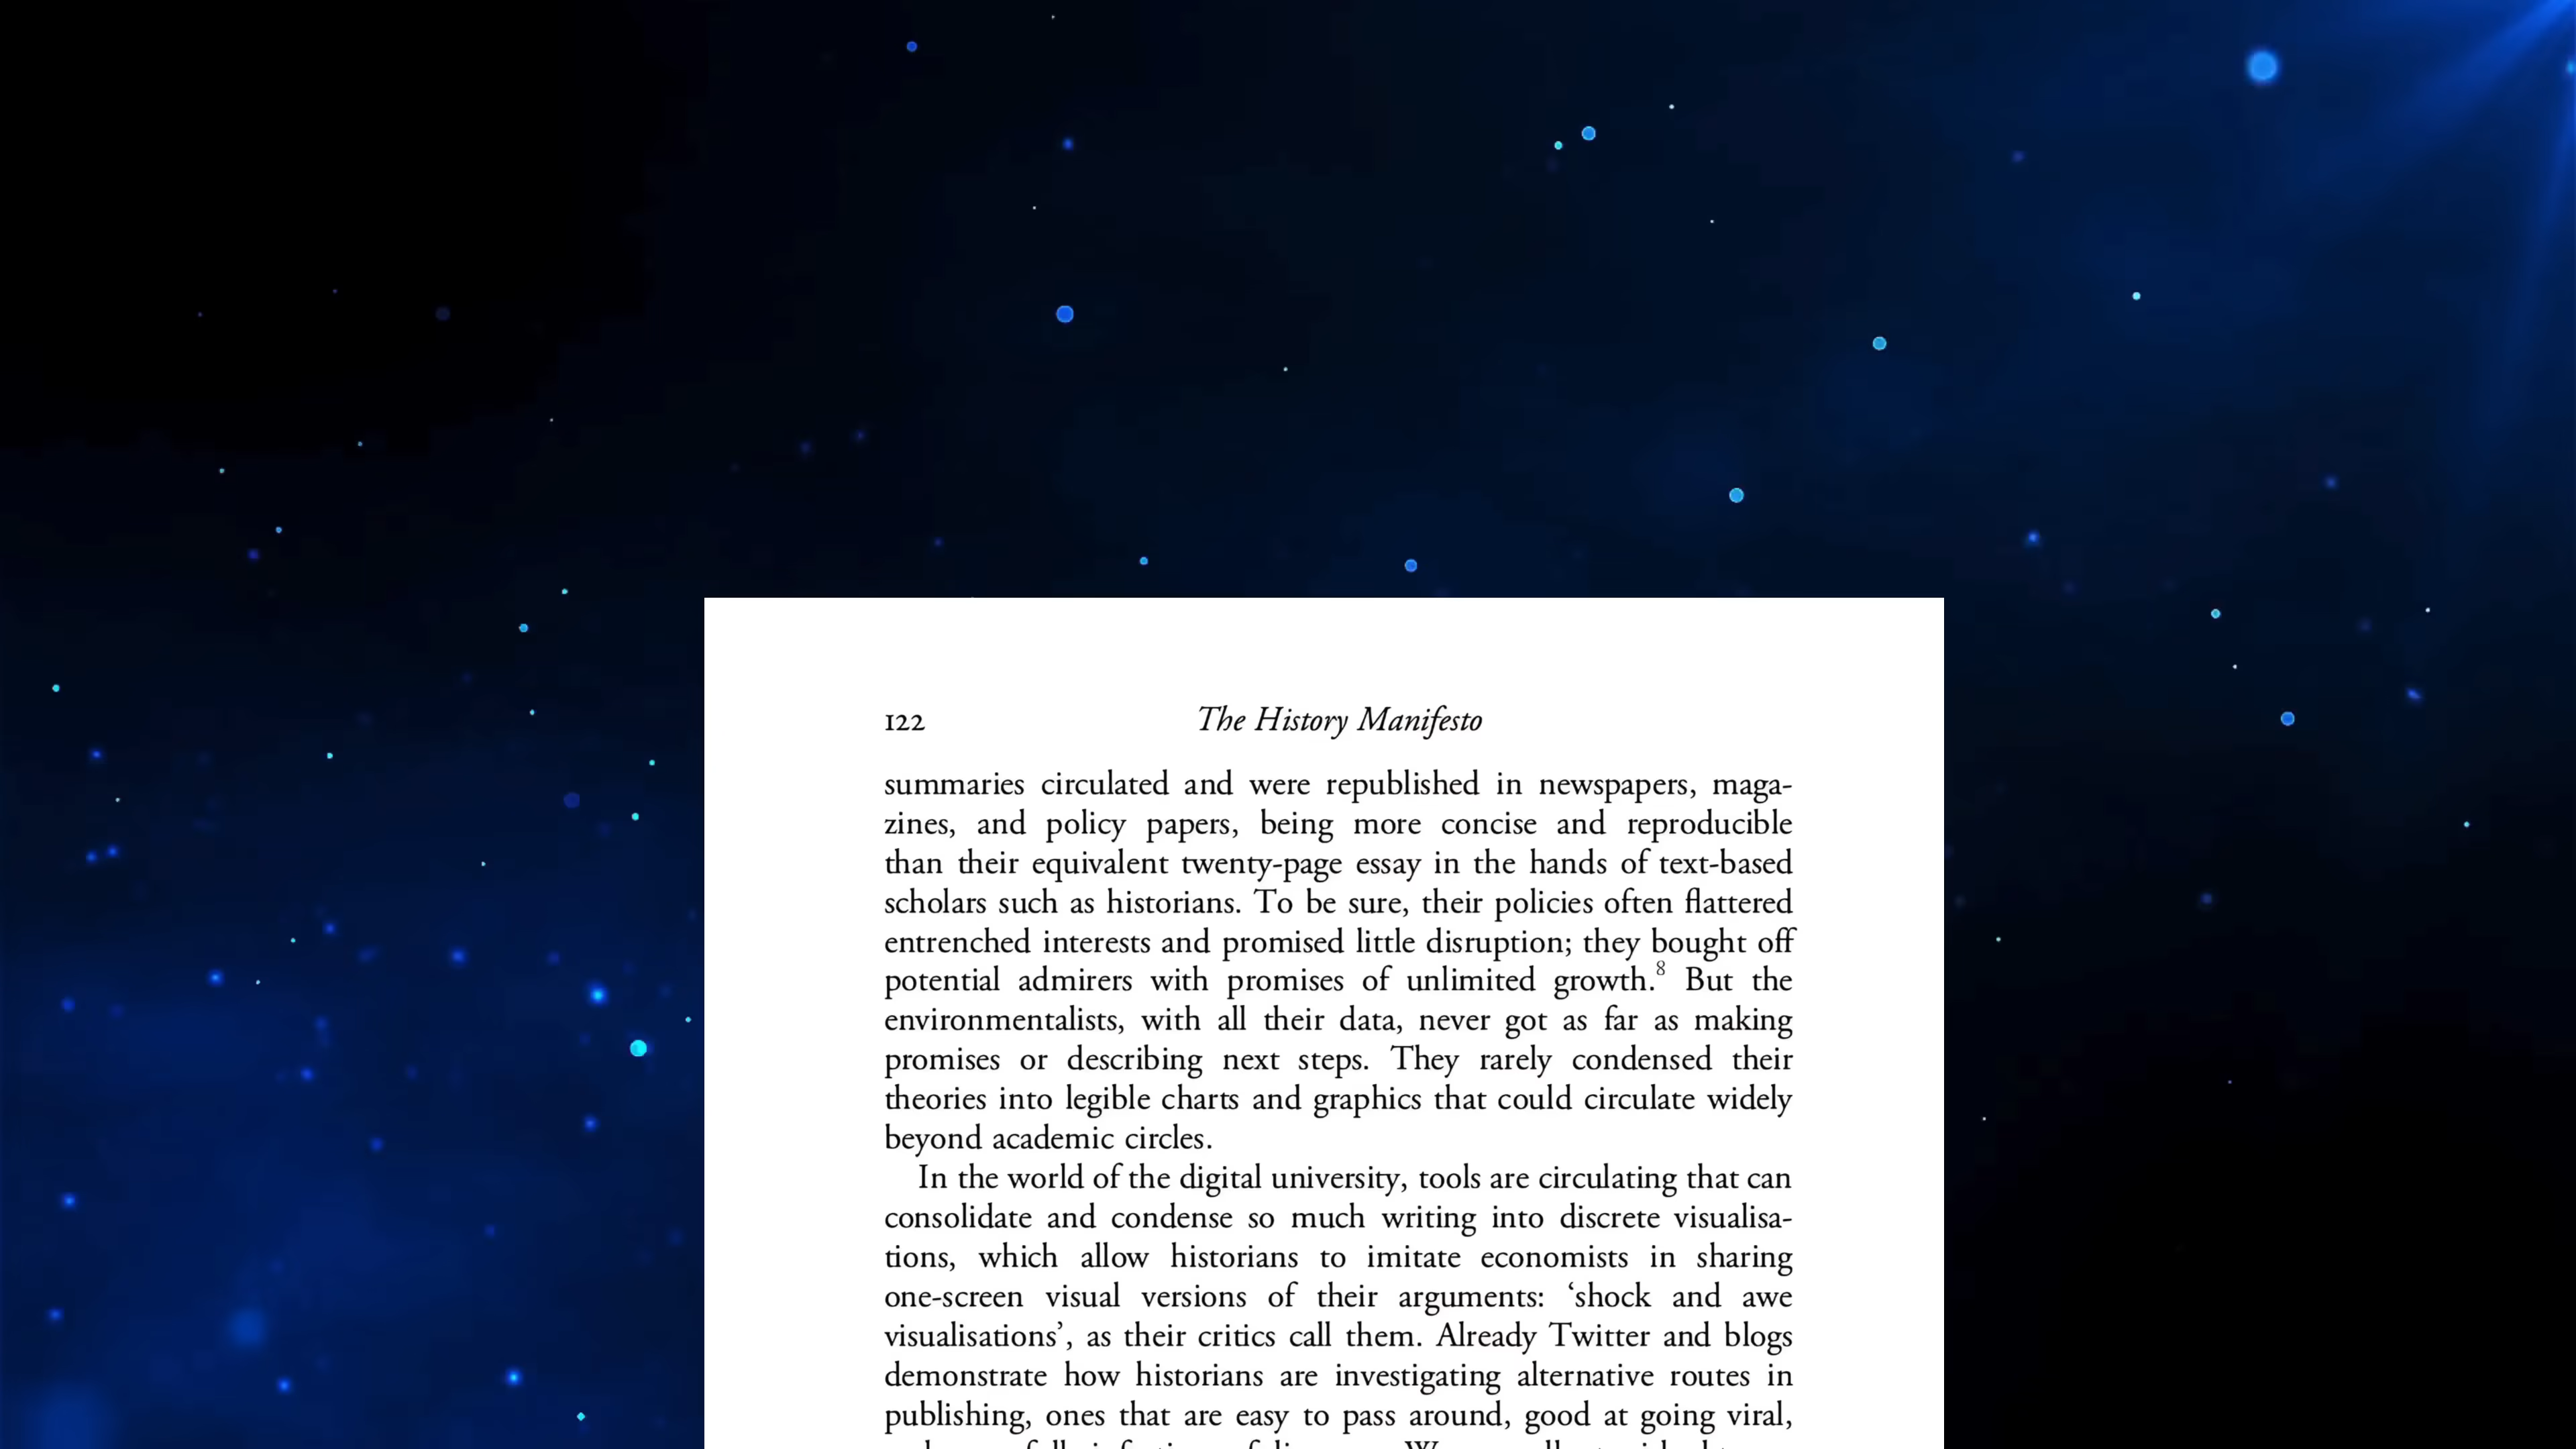 122 The History Manifesto
summaries circulated and were republished in newspapers, maga-
zines, and policy papers, being more concise and reproducible
than their equivalent twenty-page essay in the hands of text-based
scholars such as historians. To be sure, their policies often flattered
entrenched interests and promised little disruption; they bought off
potential admirers with promises of unlimited growth.8 But the
environmentalists, with all their data, never got as far as making
promises or describing next steps. They rarely condensed their
theories into legible charts and graphics that could circulate widely
beyond academic circles.
In the world of the digital university, tools are circulating that can
consolidate and condense so much writing into discrete visualisa-
tions, which allow historians to imitate economists in sharing
one-screen visual versions of their arguments: ‘shock and awe
visualisations’, as their critics call them. Already Twitter and blogs
demonstrate how historians are investigating alternative routes in
publishing, ones that are easy to pass around, good at going viral,